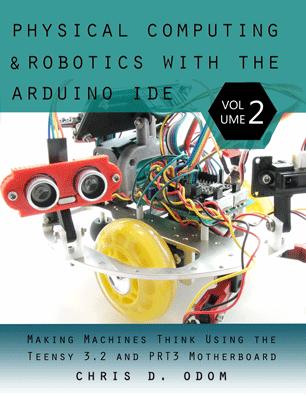 PHYSICAL COMPUTING
& ROBOTICS WITH THE
ARDUINO IDE
VOL
UME 2
MAKING MACHINES THINK USING THE
TEENSY 3.2 AND PRT3 MOTHERBOARD
CHRIS D. ODOM